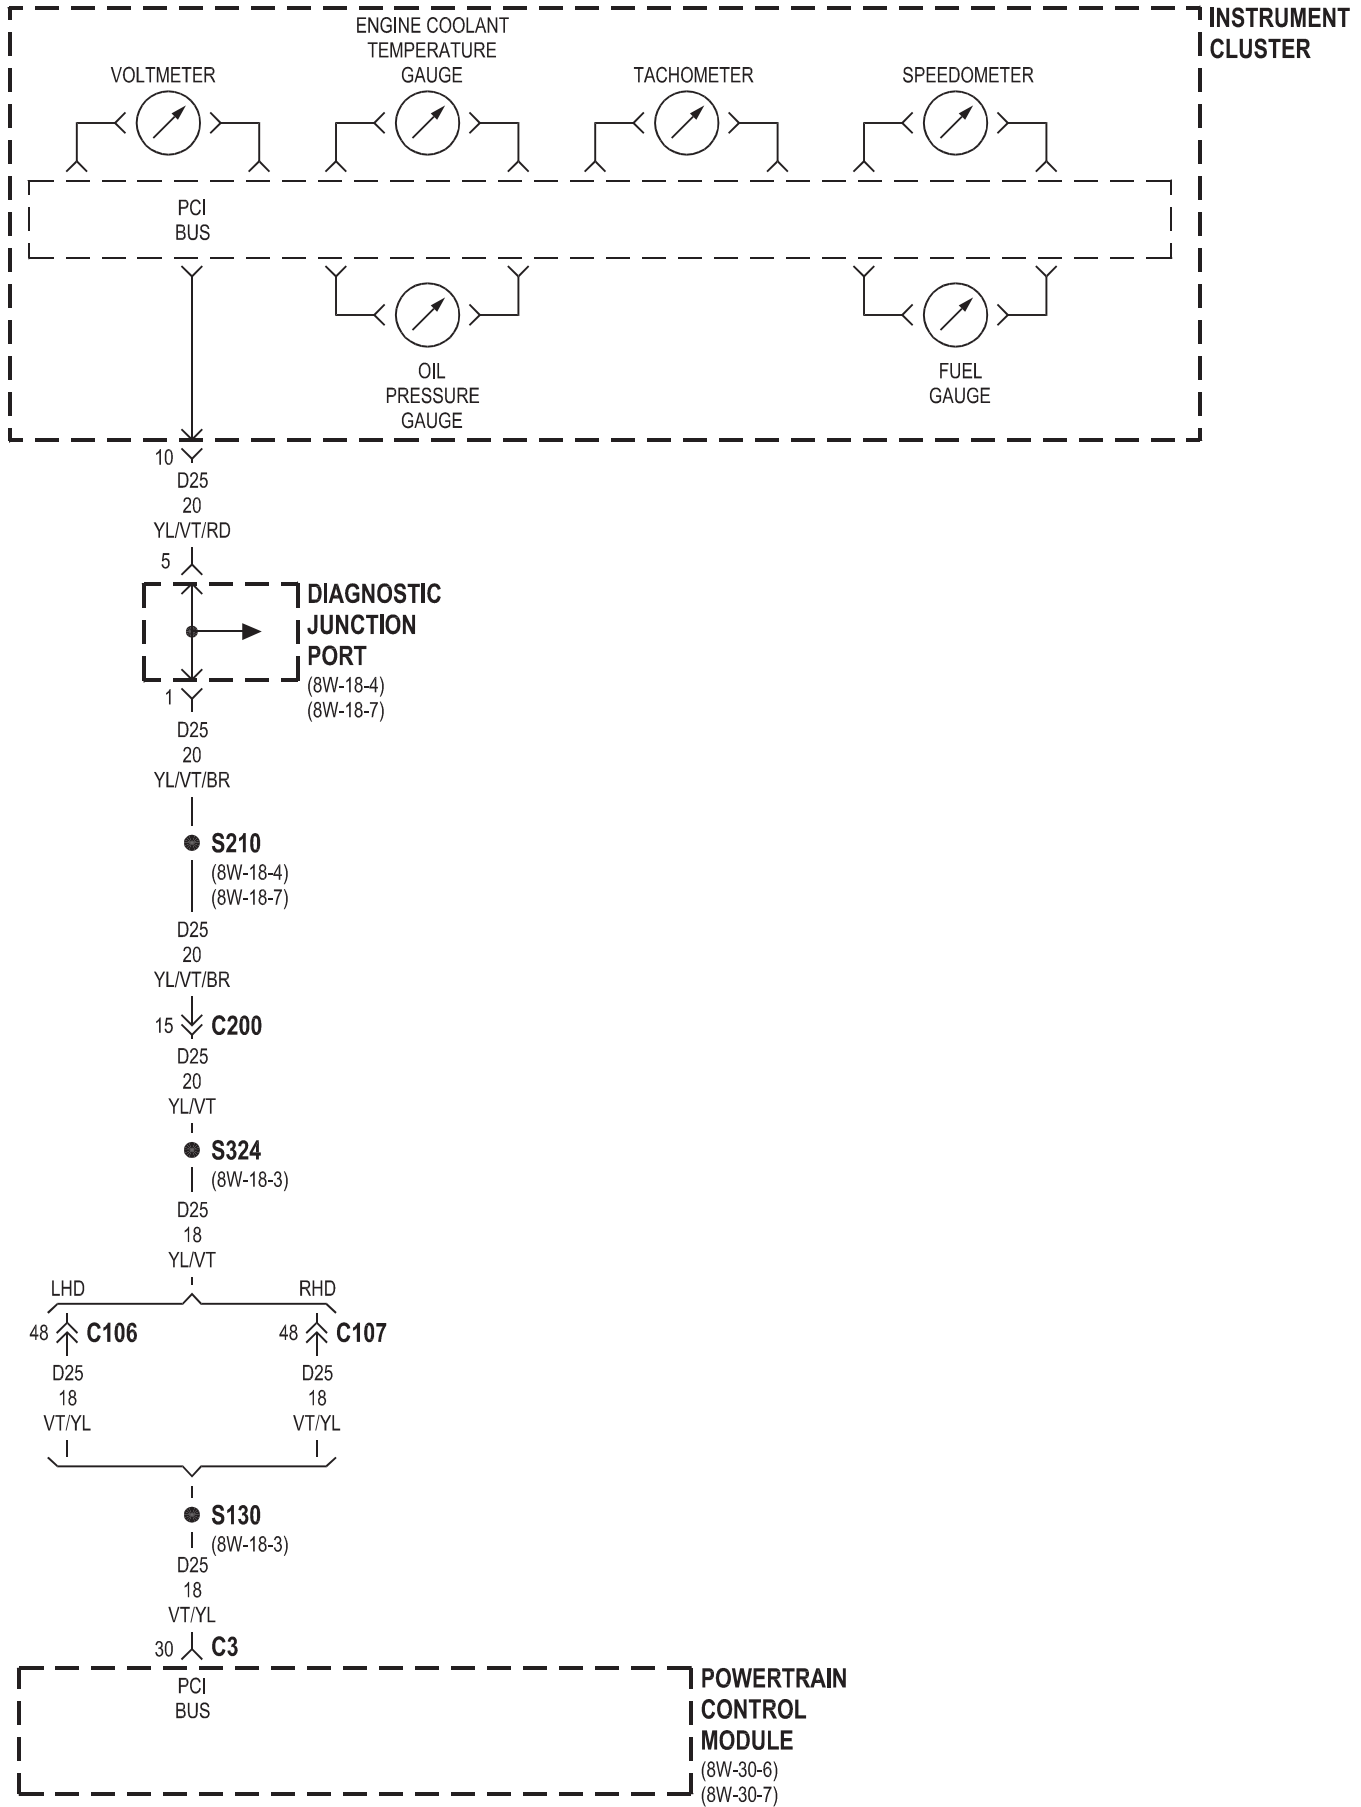 INSTRUMENT
CLUSTER
ENGINE COOLANT
TEMPERATURE
GAUGE
VOLTMETER
TACHOMETER
SPEEDOMETER
PCI
BUS
OIL
PRESSURE
GAUGE
FUEL
GAUGE
10
D25
20
YL/VT/RD
5
DIAGNOSTIC
JUNCTION
PORT
(8W-18-4)
(8W-18-7)
1
D25
20
YL/VT/BR
S210
(8W-18-4)
(8W-18-7)
D25
20
YL/VT/BR
15 C200
D25
20
YL/VT
S324
(8W-18-3)
D25
18
YL/VT
LHD
RHD
48 C106
48 C107
D25
18
VT/YL
D25
18
VT/YL
S130
(8W-18-3)
D25
18
VT/YL
30 C3
PCI
BUS
POWERTRAIN
CONTROL
MODULE
(8W-30-6)
(8W-30-7)